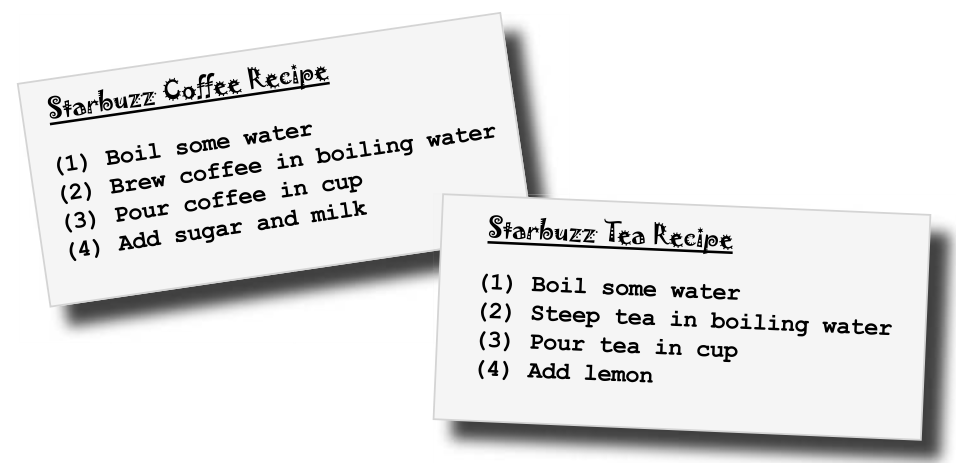 Starbuzz Coffee Recipe
(1) Boil some water
(2) Brew coffee in boiling water
(3) Pour coffee in cup
(4) Add sugar and milk
Starbuzz Tea Recipe
(1) Boil some water
(2) Steep tea in boiling water
(3) Pour tea in cup
(4) Add lemon